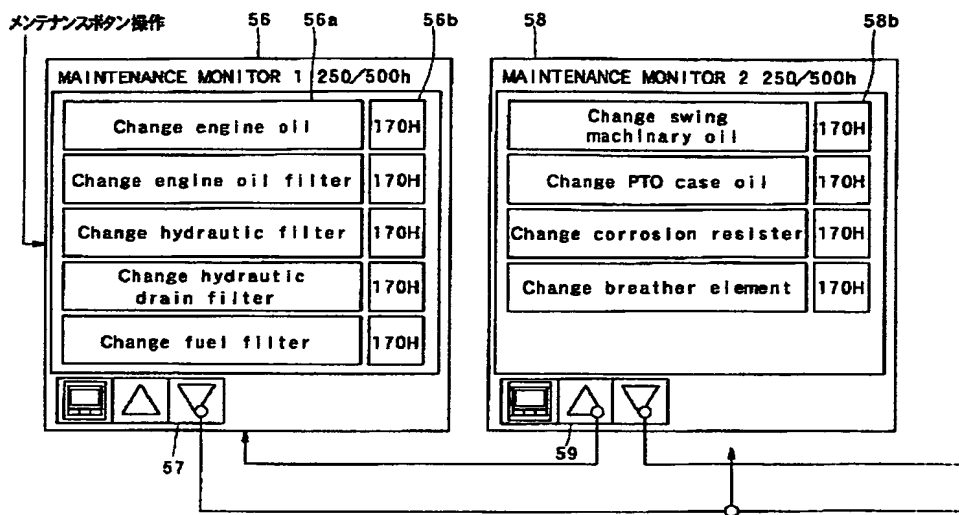 メンテナンスボタン操作
56
56a
56b
58
58b
MAINTENANCE MONITOR 1 250/500h
Change engine oil
170H
Change engine oil filter
170H
Change hydrautic filter
170H
Change hydrautic
drain filter
170H
Change fuel filter
170H
57
MAINTENANCE MONITOR 2 250/500h
Change swing
machinary oil
170H
Change PTO case oil
170H
Change corrosion resister
170H
Change breather element
170H
59